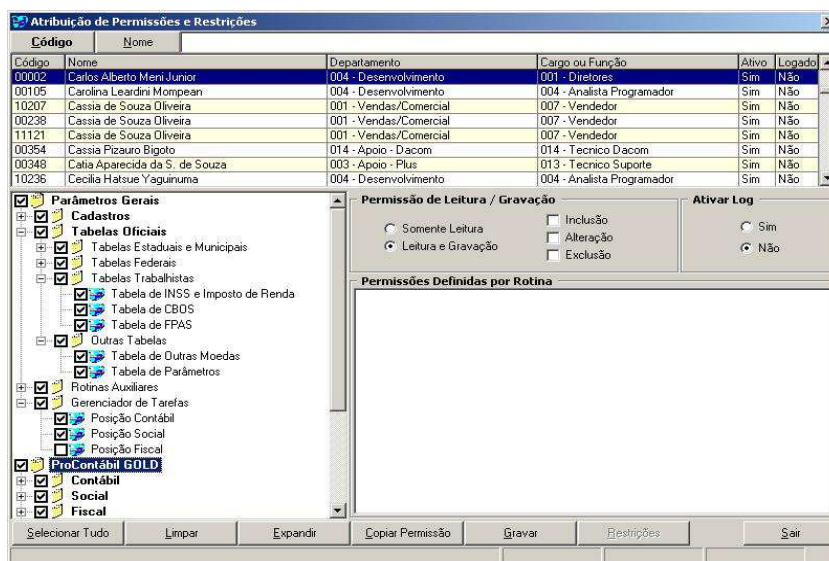 Atribuição de Permissões e Restrições
Código Nome
Código Nome Departamento Cargo ou Função Ativo Logado
00002 Carlos Alberto Meni Junior 004 - Desenvolvimento 001 - Diretores Sim Não
00105 Carolina Leardini Mompean 004 - Desenvolvimento 004 - Analista Programador Sim Não
10207 Cassia de Souza Oliveira 001 - Vendas/Comercial 007 - Vendedor Sim Não
00238 Cassia de Souza Oliveira 001 - Vendas/Comercial 007 - Vendedor Sim Não
11121 Cassia de Souza Oliveira 001 - Vendas/Comercial 007 - Vendedor Sim Não
00354 Cassia Pizauro Bigoto 014 - Apoio - Dacom 014 - Tecnico Dacom Sim Não
00348 Catia Aparecida da S. de Souza 003 - Apoio - Plus 013 - Tecnico Suporte Sim Não
10236 Cecilia Hatsue Yaguinuma 004 - Desenvolvimento 004 - Analista Programador Sim Não
Parâmetros Gerais
Cadastros
Tabelas Oficiais
Tabelas Estaduais e Municipais
Tabelas Federais
Tabelas Trabalhistas
Tabela de INSS e Imposto de Renda
Tabela de CBOS
Tabela de FPAS
Outras Tabelas
Tabela de Outras Moedas
Tabela de Parâmetros
Rotinas Auxiliares
Gerenciador de Tarefas
Posição Contábil
Posição Social
Posição Fiscal
ProContábil GOLD
Contábil
Social
Fiscal
Permissão de Leitura / Gravação
Somente Leitura
Leitura e Gravação
Inclusão
Alteração
Exclusão
Ativar Log
Sim
Não
Permissões Definidas por Rotina
Selecionar Tudo Limpar Expandir Copiar Permissão Gravar Restrições Sair